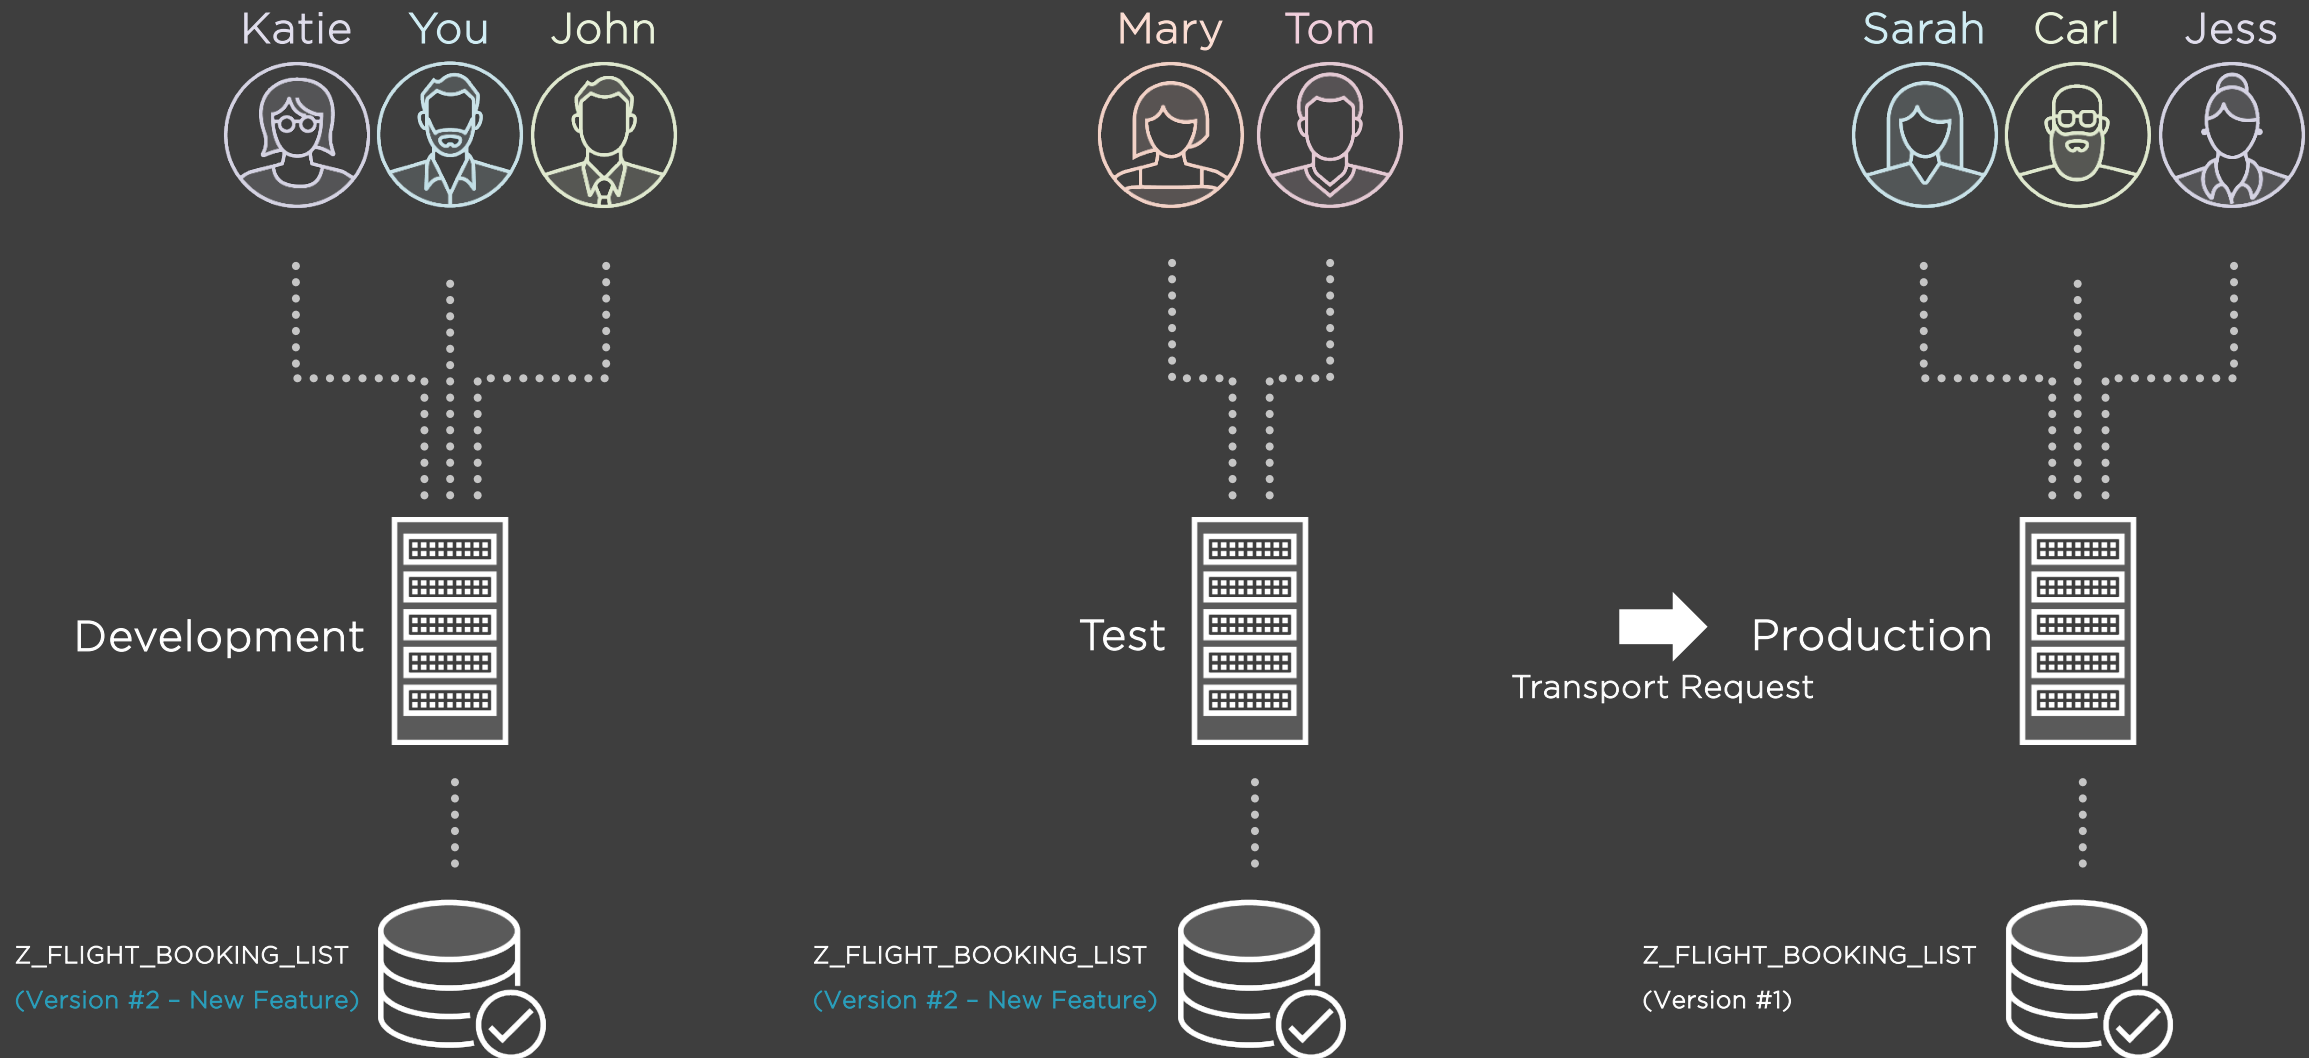 Katie You John
Mary Tom
Sarah Carl Jess
Development
Test
Production
Transport Request
Z_FLIGHT_BOOKING_LIST
(Version #2 – New Feature)
Z_FLIGHT_BOOKING_LIST
(Version #2 – New Feature)
Z_FLIGHT_BOOKING_LIST
(Version #1)